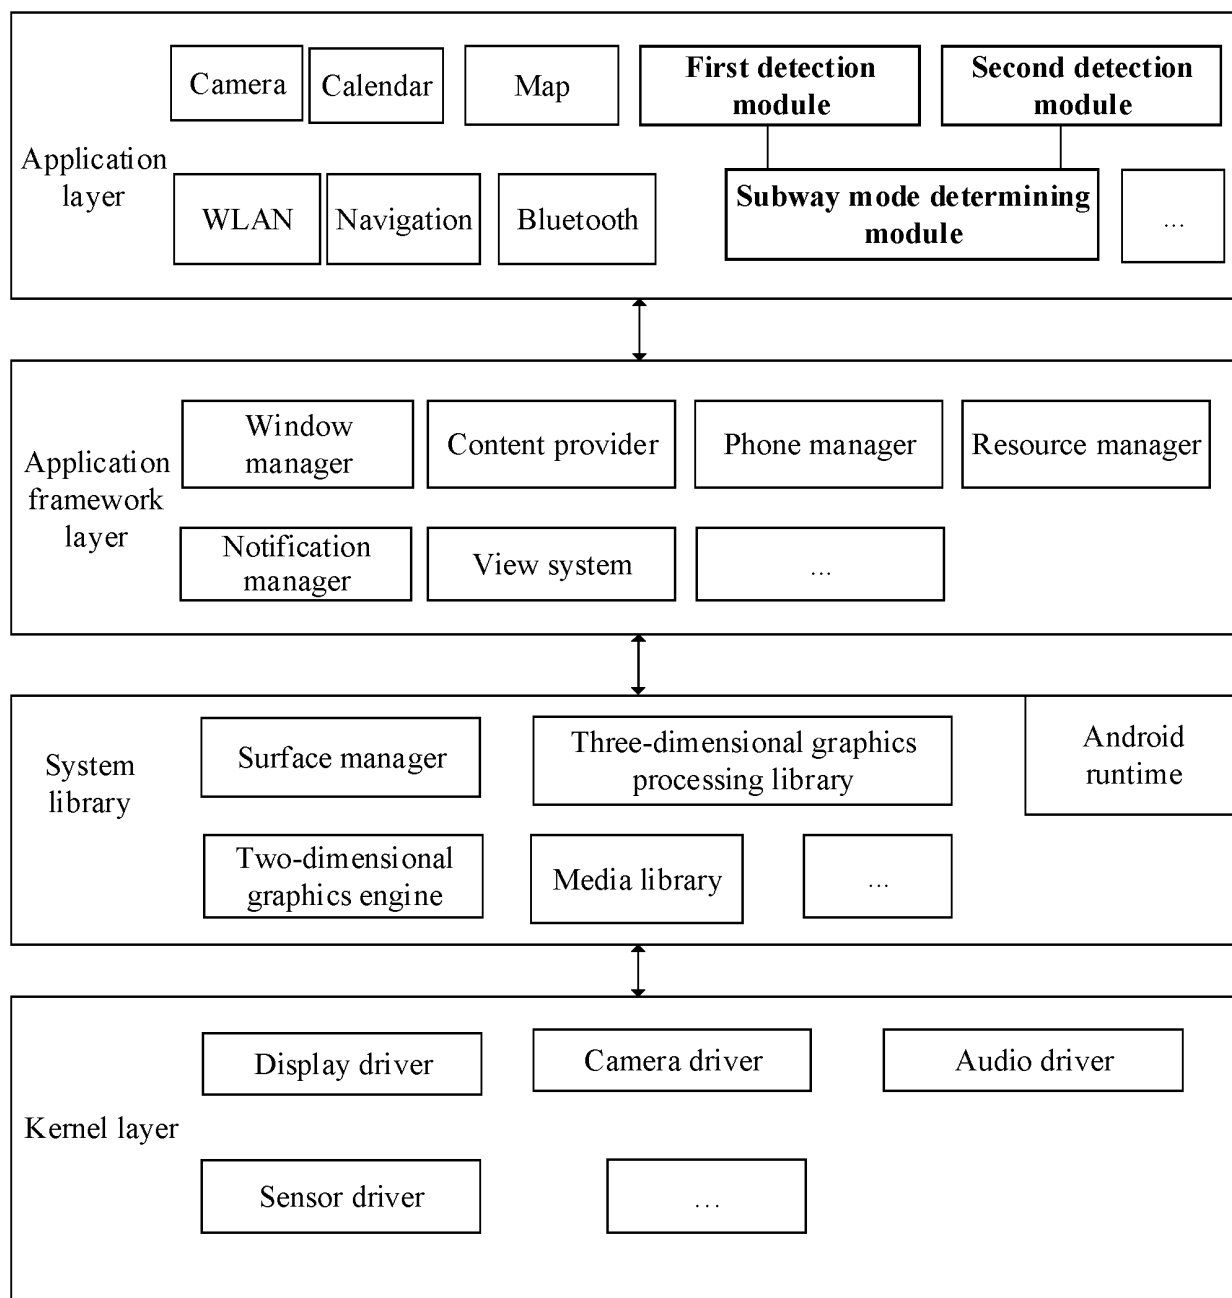 Application
layer
Camera
Calendar
Map
First detection
module
Second detection
module
WLAN
Navigation
Bluetooth
Subway mode determining
module
...
Application
framework
layer
Window
manager
Content provider
Phone manager
Resource manager
Notification
manager
View system
...
System
library
Surface manager
Three-dimensional graphics
processing library
Android
runtime
Two-dimensional
graphics engine
Media library
...
Kernel layer
Display driver
Camera driver
Audio driver
Sensor driver
...